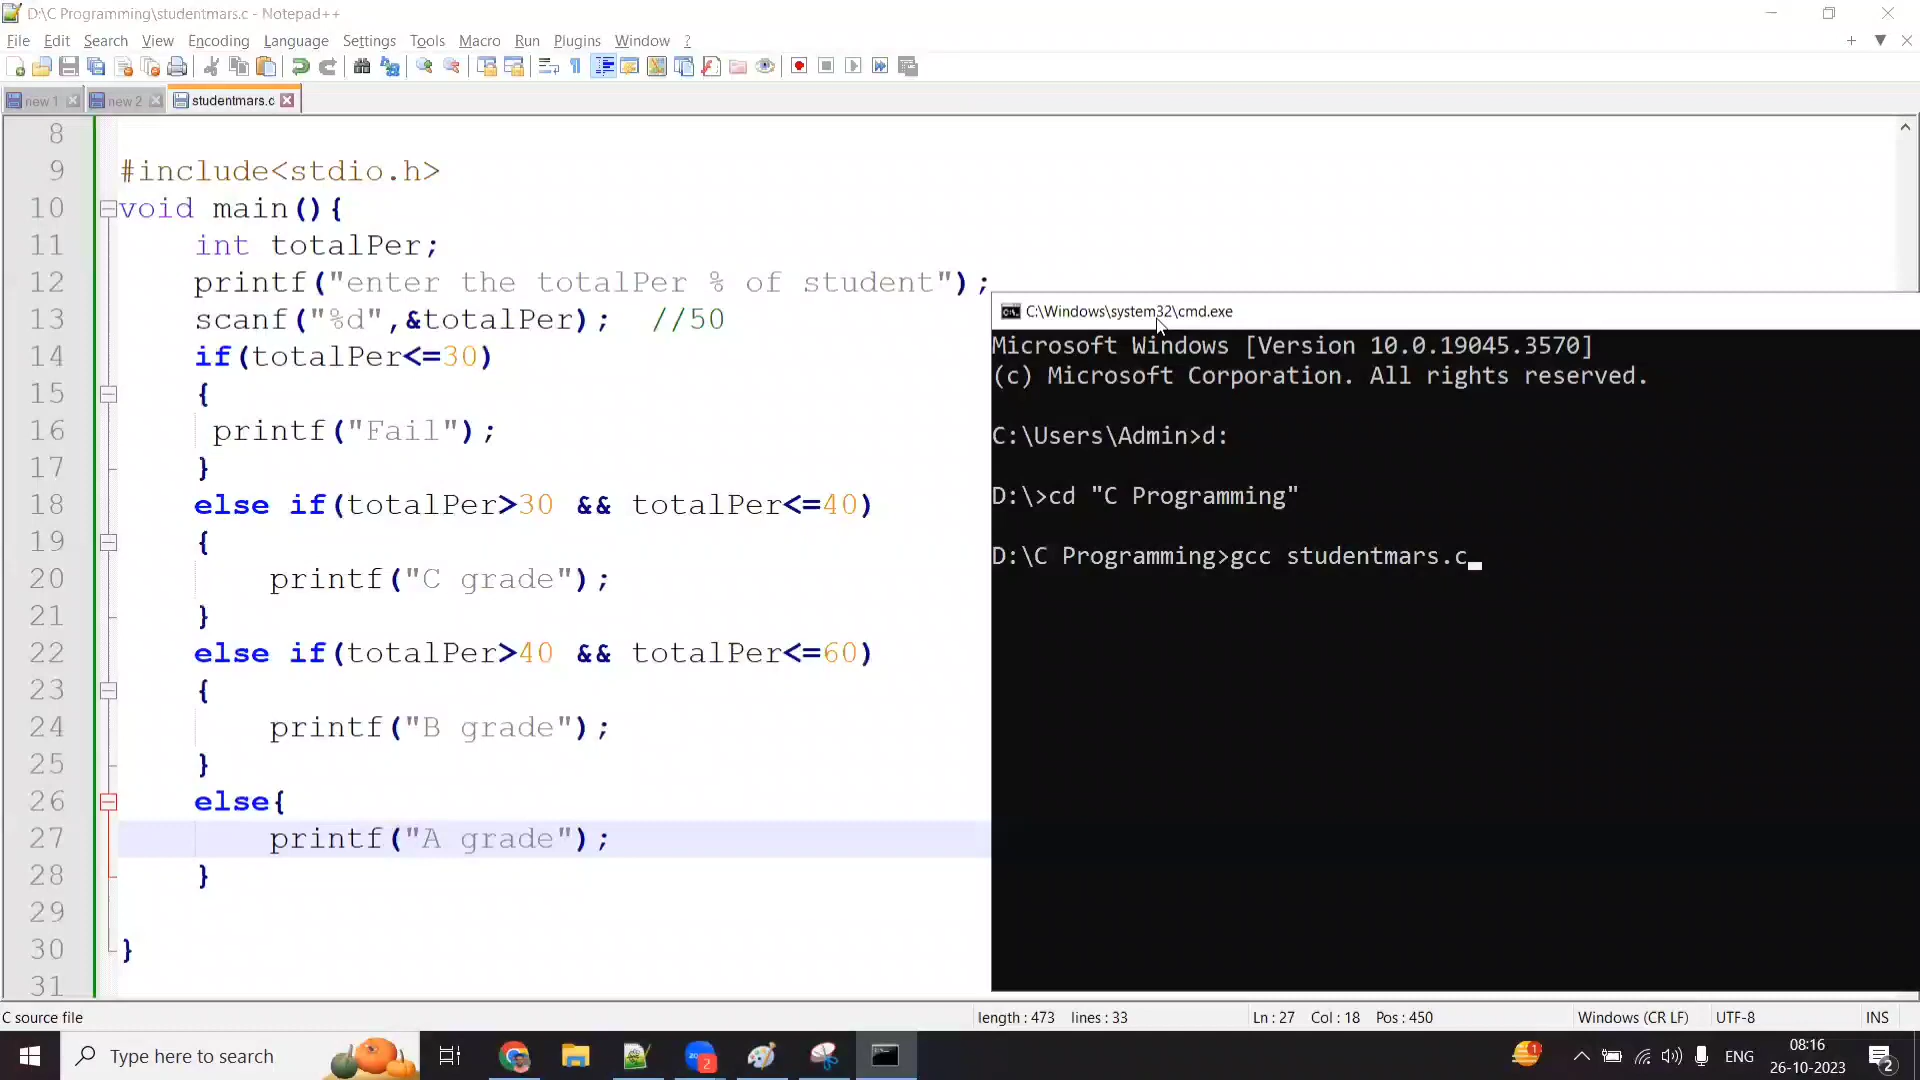 D:\C Programming\studentmars.c - Notepad++
File Edit Search View Encoding Language Settings Tools Macro Run Plugins Window ?
new 1 new 2 studentmars.c
8
9 #include<stdio.h>
10 void main(){
11 int totalPer;
12 printf("enter the totalPer % of student");
13 scanf("%d",&totalPer); //50
14 if(totalPer<=30)
15 {
16 printf("Fail");
17 }
18 else if(totalPer>30 && totalPer<=40)
19 {
20 printf("C grade");
21 }
22 else if(totalPer>40 && totalPer<=60)
23 {
24 printf("B grade");
25 }
26 else{
27 printf("A grade");
28 }
29
30 }
31
C:\Windows\system32\cmd.exe
Microsoft Windows [Version 10.0.19045.3570]
(c) Microsoft Corporation. All rights reserved.
C:\Users\Admin>d:
D:\>cd "C Programming"
D:\C Programming>gcc studentmars.c
C source file length : 473 lines : 33 Ln : 27 Col : 18 Pos : 450 Windows (CR LF) UTF-8 INS
Type here to search
2
1
ENG
08:16
26-10-2023
2